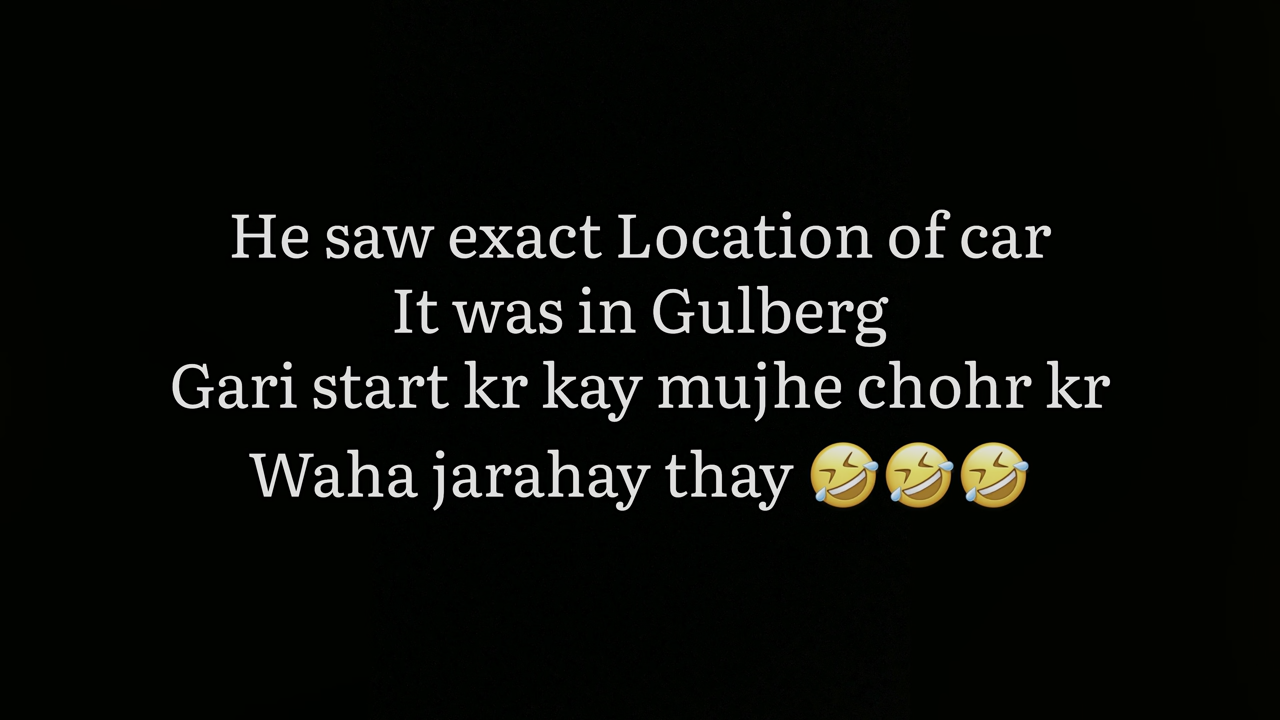 He saw exact Location of car
It was in Gulberg
Gari start kr kay mujhe chohr kr
Waha jarahay thay 🤣🤣🤣